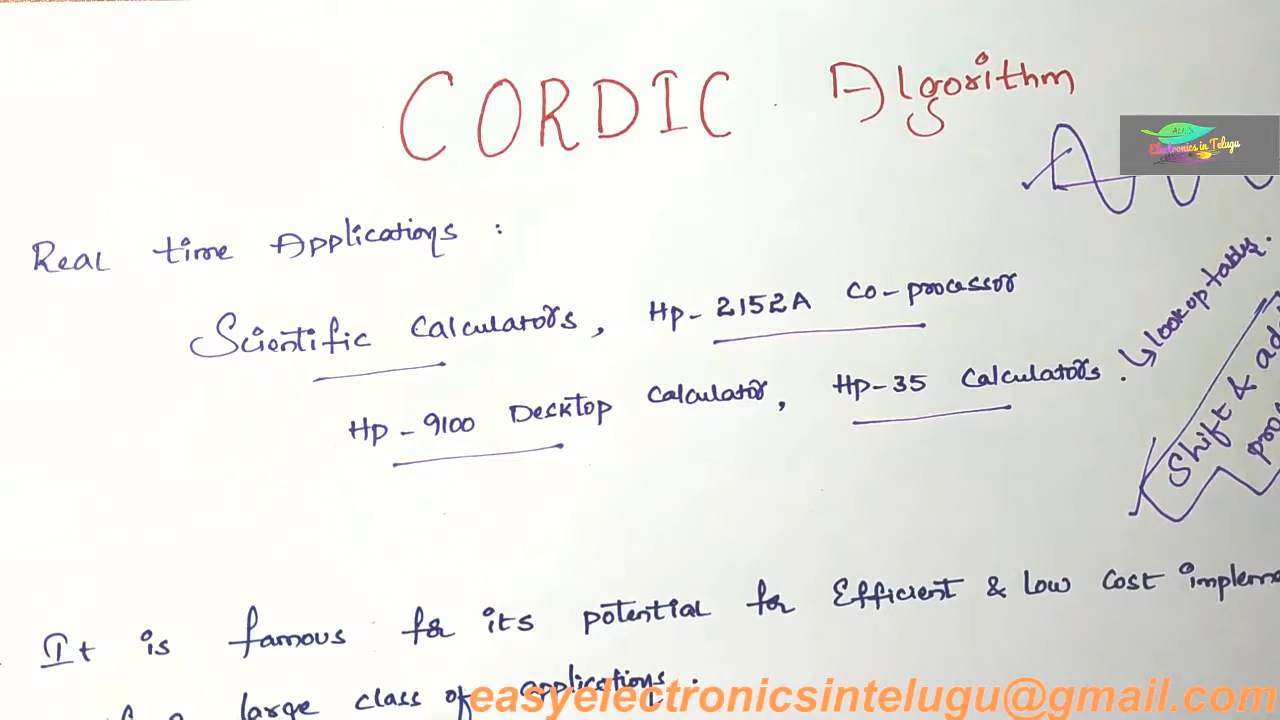 CORDIC Algorithm
Electronics in Telugu
Real time Applications :
Scientific Calculators, Hp-2152A Co-processor
Hp-9100 Desktop Calculator, Hp-35 Calculators.
lookup tables.
Shift & ad
It is famous for its potential for Efficient & Low cost impleme
large class of applications.
easyelectronicsintelugu@gmail.com